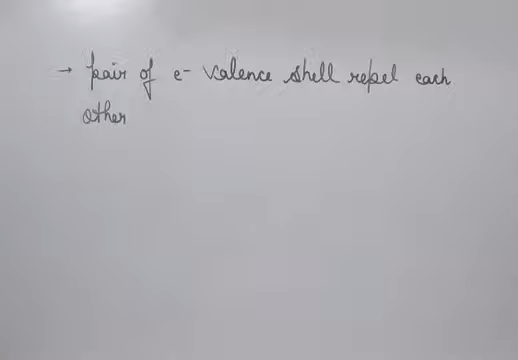 → pair of e- valence shell repel each
other